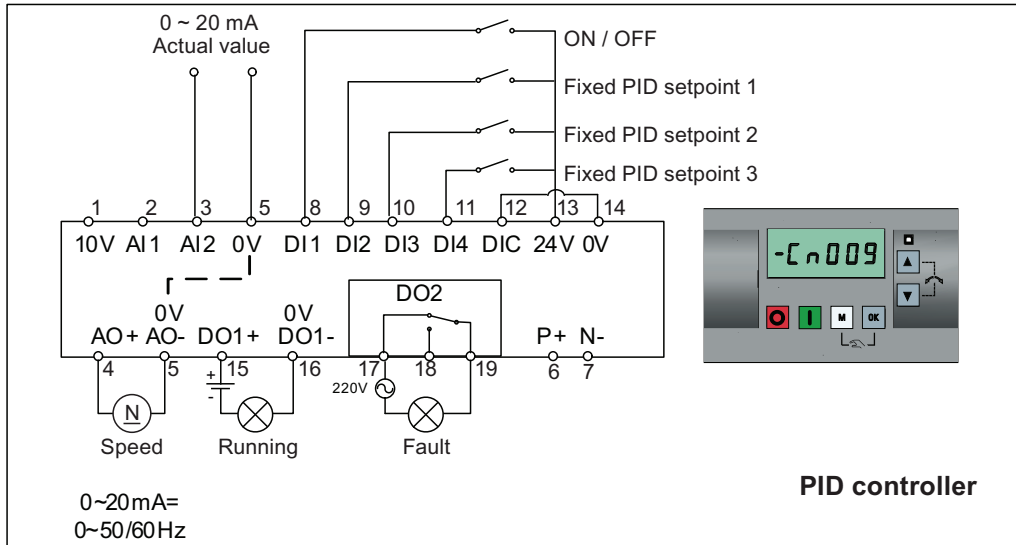 0 ~ 20 mA
Actual value
ON / OFF
Fixed PID setpoint 1
Fixed PID setpoint 2
Fixed PID setpoint 3
1 2 3 5 8 9 10 11 12 13 14
10V AI1 AI2 0V DI1 DI2 DI3 DI4 DIC 24V 0V
-Cn009
M OK
DO2
0V 0V
AO+ AO- DO1+ DO1- P+ N-
4 5 15 16 17 18 19 6 7
+
-
220V
N
Speed Running Fault
PID controller
0~20mA=
0~50/60Hz